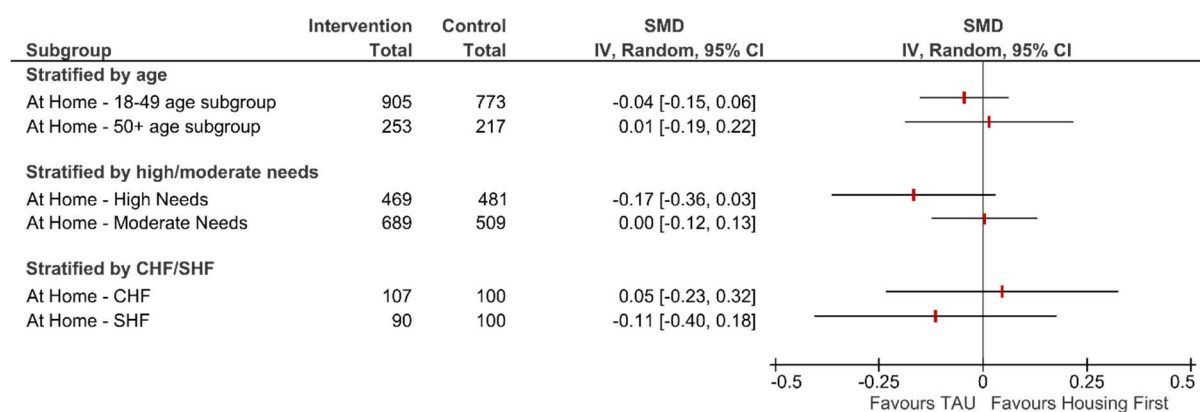 Intervention Control SMD SMD
Subgroup Total Total IV, Random, 95% CI IV, Random, 95% CI
Stratified by age
At Home - 18-49 age subgroup 905 773 -0.04 [-0.15, 0.06]
At Home - 50+ age subgroup 253 217 0.01 [-0.19, 0.22]
Stratified by high/moderate needs
At Home - High Needs 469 481 -0.17 [-0.36, 0.03]
At Home - Moderate Needs 689 509 0.00 [-0.12, 0.13]
Stratified by CHF/SHF
At Home - CHF 107 100 0.05 [-0.23, 0.32]
At Home - SHF 90 100 -0.11 [-0.40, 0.18]
-0.5 -0.25 0 0.25 0.5
Favours TAU Favours Housing First